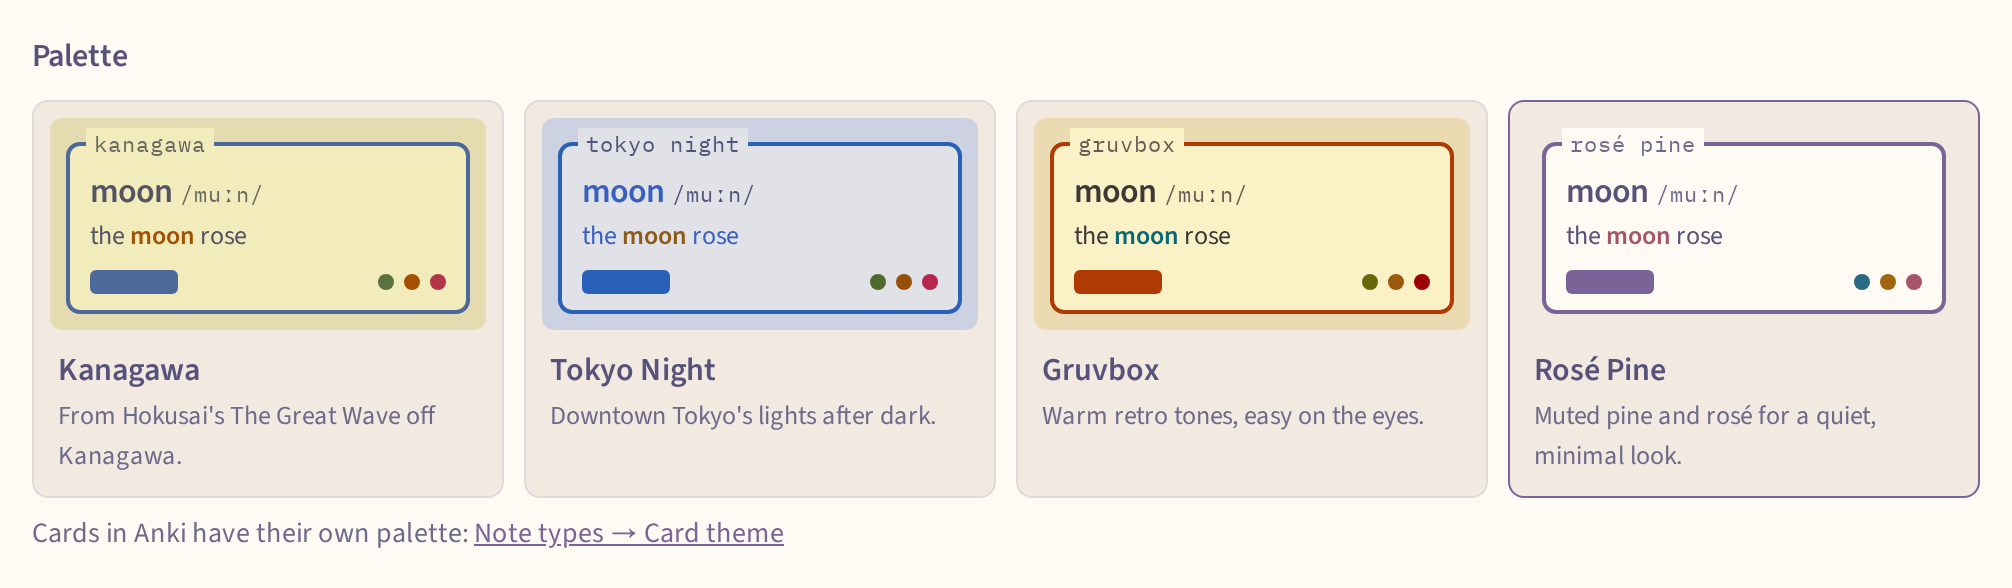 Palette
kanagawa
moon /muːn/
the moon rose
Kanagawa
From Hokusai's The Great Wave off
Kanagawa.
tokyo night
moon /muːn/
the moon rose
Tokyo Night
Downtown Tokyo's lights after dark.
gruvbox
moon /muːn/
the moon rose
Gruvbox
Warm retro tones, easy on the eyes.
rosé pine
moon /muːn/
the moon rose
Rosé Pine
Muted pine and rosé for a quiet,
minimal look.
Cards in Anki have their own palette: Note types → Card theme